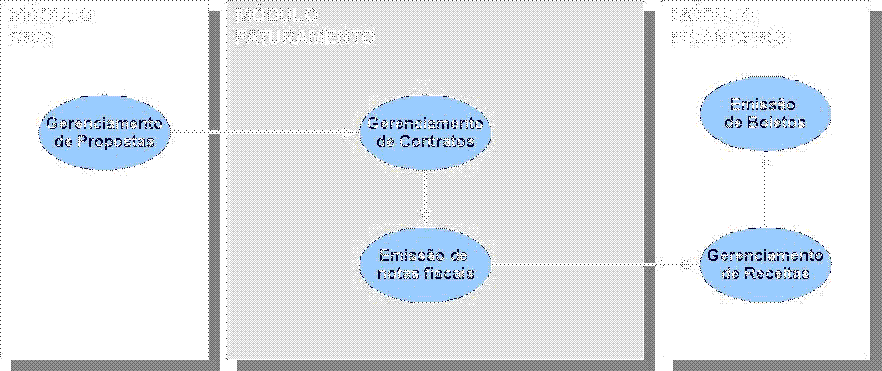 MÓDULO
CRM
MÓDULO
FATURAMENTO
MÓDULO
FINANCEIRO
Gerenciamento
de Propostas
Gerenciamento
de Contratos
Emissão
de Boletos
Emissão de
notas fiscais
Gerenciamento
de Receitas